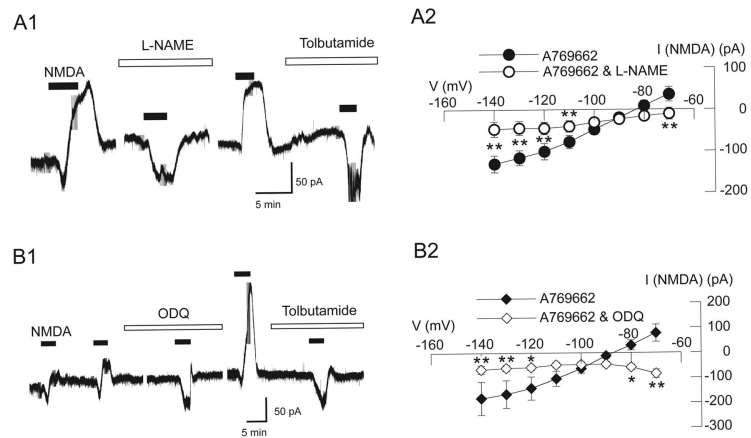 A1
L-NAME
Tolbutamide
NMDA
50 pA
5 min
A2
I (NMDA) (pA)
A769662
A769662 & L-NAME
V (mV)
-160 -140 -120 -100 -80 -60
100
0
-100
-200
**
** ** ** **
B1
ODQ
Tolbutamide
NMDA
50 pA
5 min
B2
I (NMDA) (pA)
A769662
A769662 & ODQ
V (mV)
-160 -140 -120 -100 -80 -60
200
100
0
-100
-200
-300
** ** *
* **